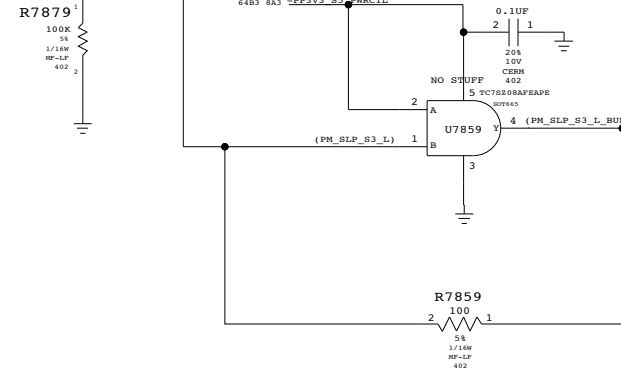 64B3 8A3 =PP3V3_S3_PWRCTL
R7879
1
100K
5%
1/16W
MF-LF
402
2
0.1UF
2
1
20%
10V
CERM
402
NO STUFF
5
TC7SZ08AFEAPE
SOT665
2
A
U7859
Y
4
(PM_SLP_S3_L_BU
(PM_SLP_S3_L)
1
B
3
R7859
100
2
1
5%
1/16W
MF-LF
402